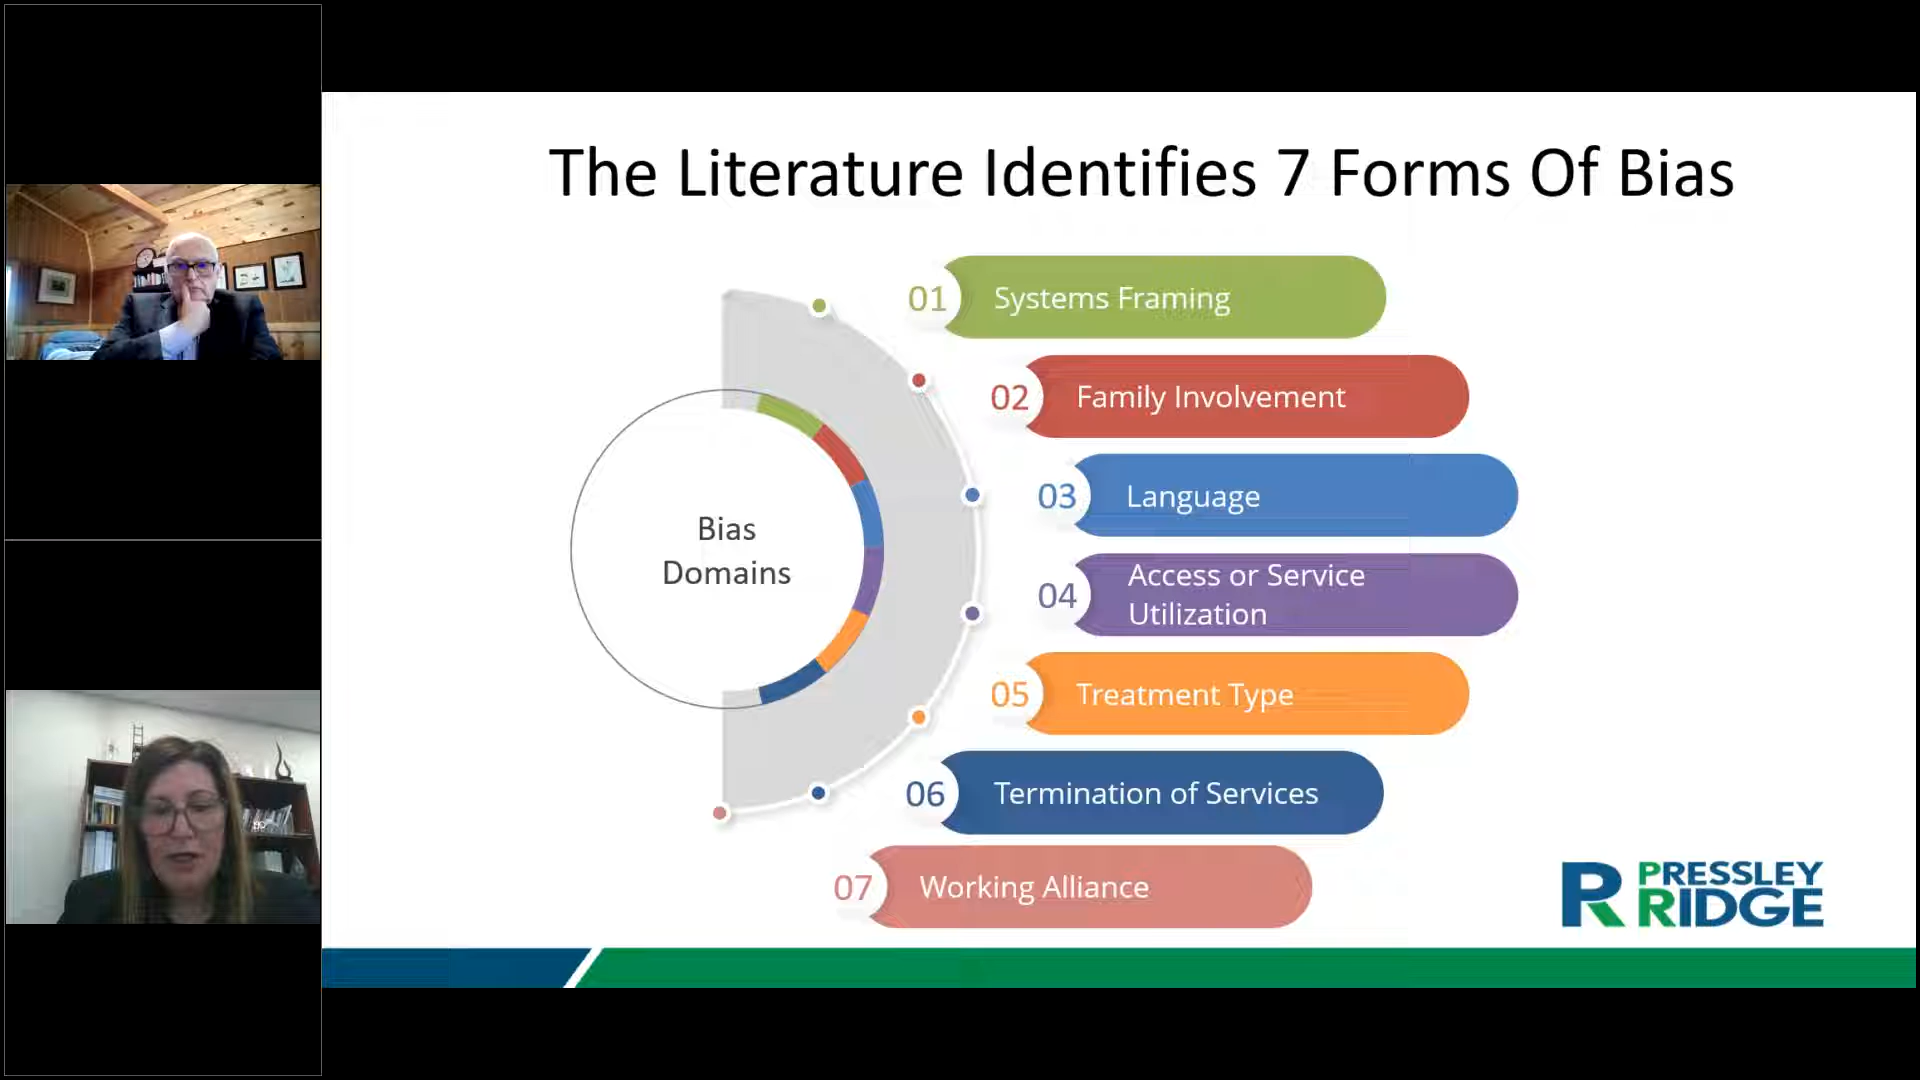 The Literature Identifies 7 Forms Of Bias
Bias
Domains
01 Systems Framing
02 Family Involvement
03 Language
04 Access or Service
Utilization
05 Treatment Type
06 Termination of Services
07 Working Alliance
PRESSLEY
RIDGE